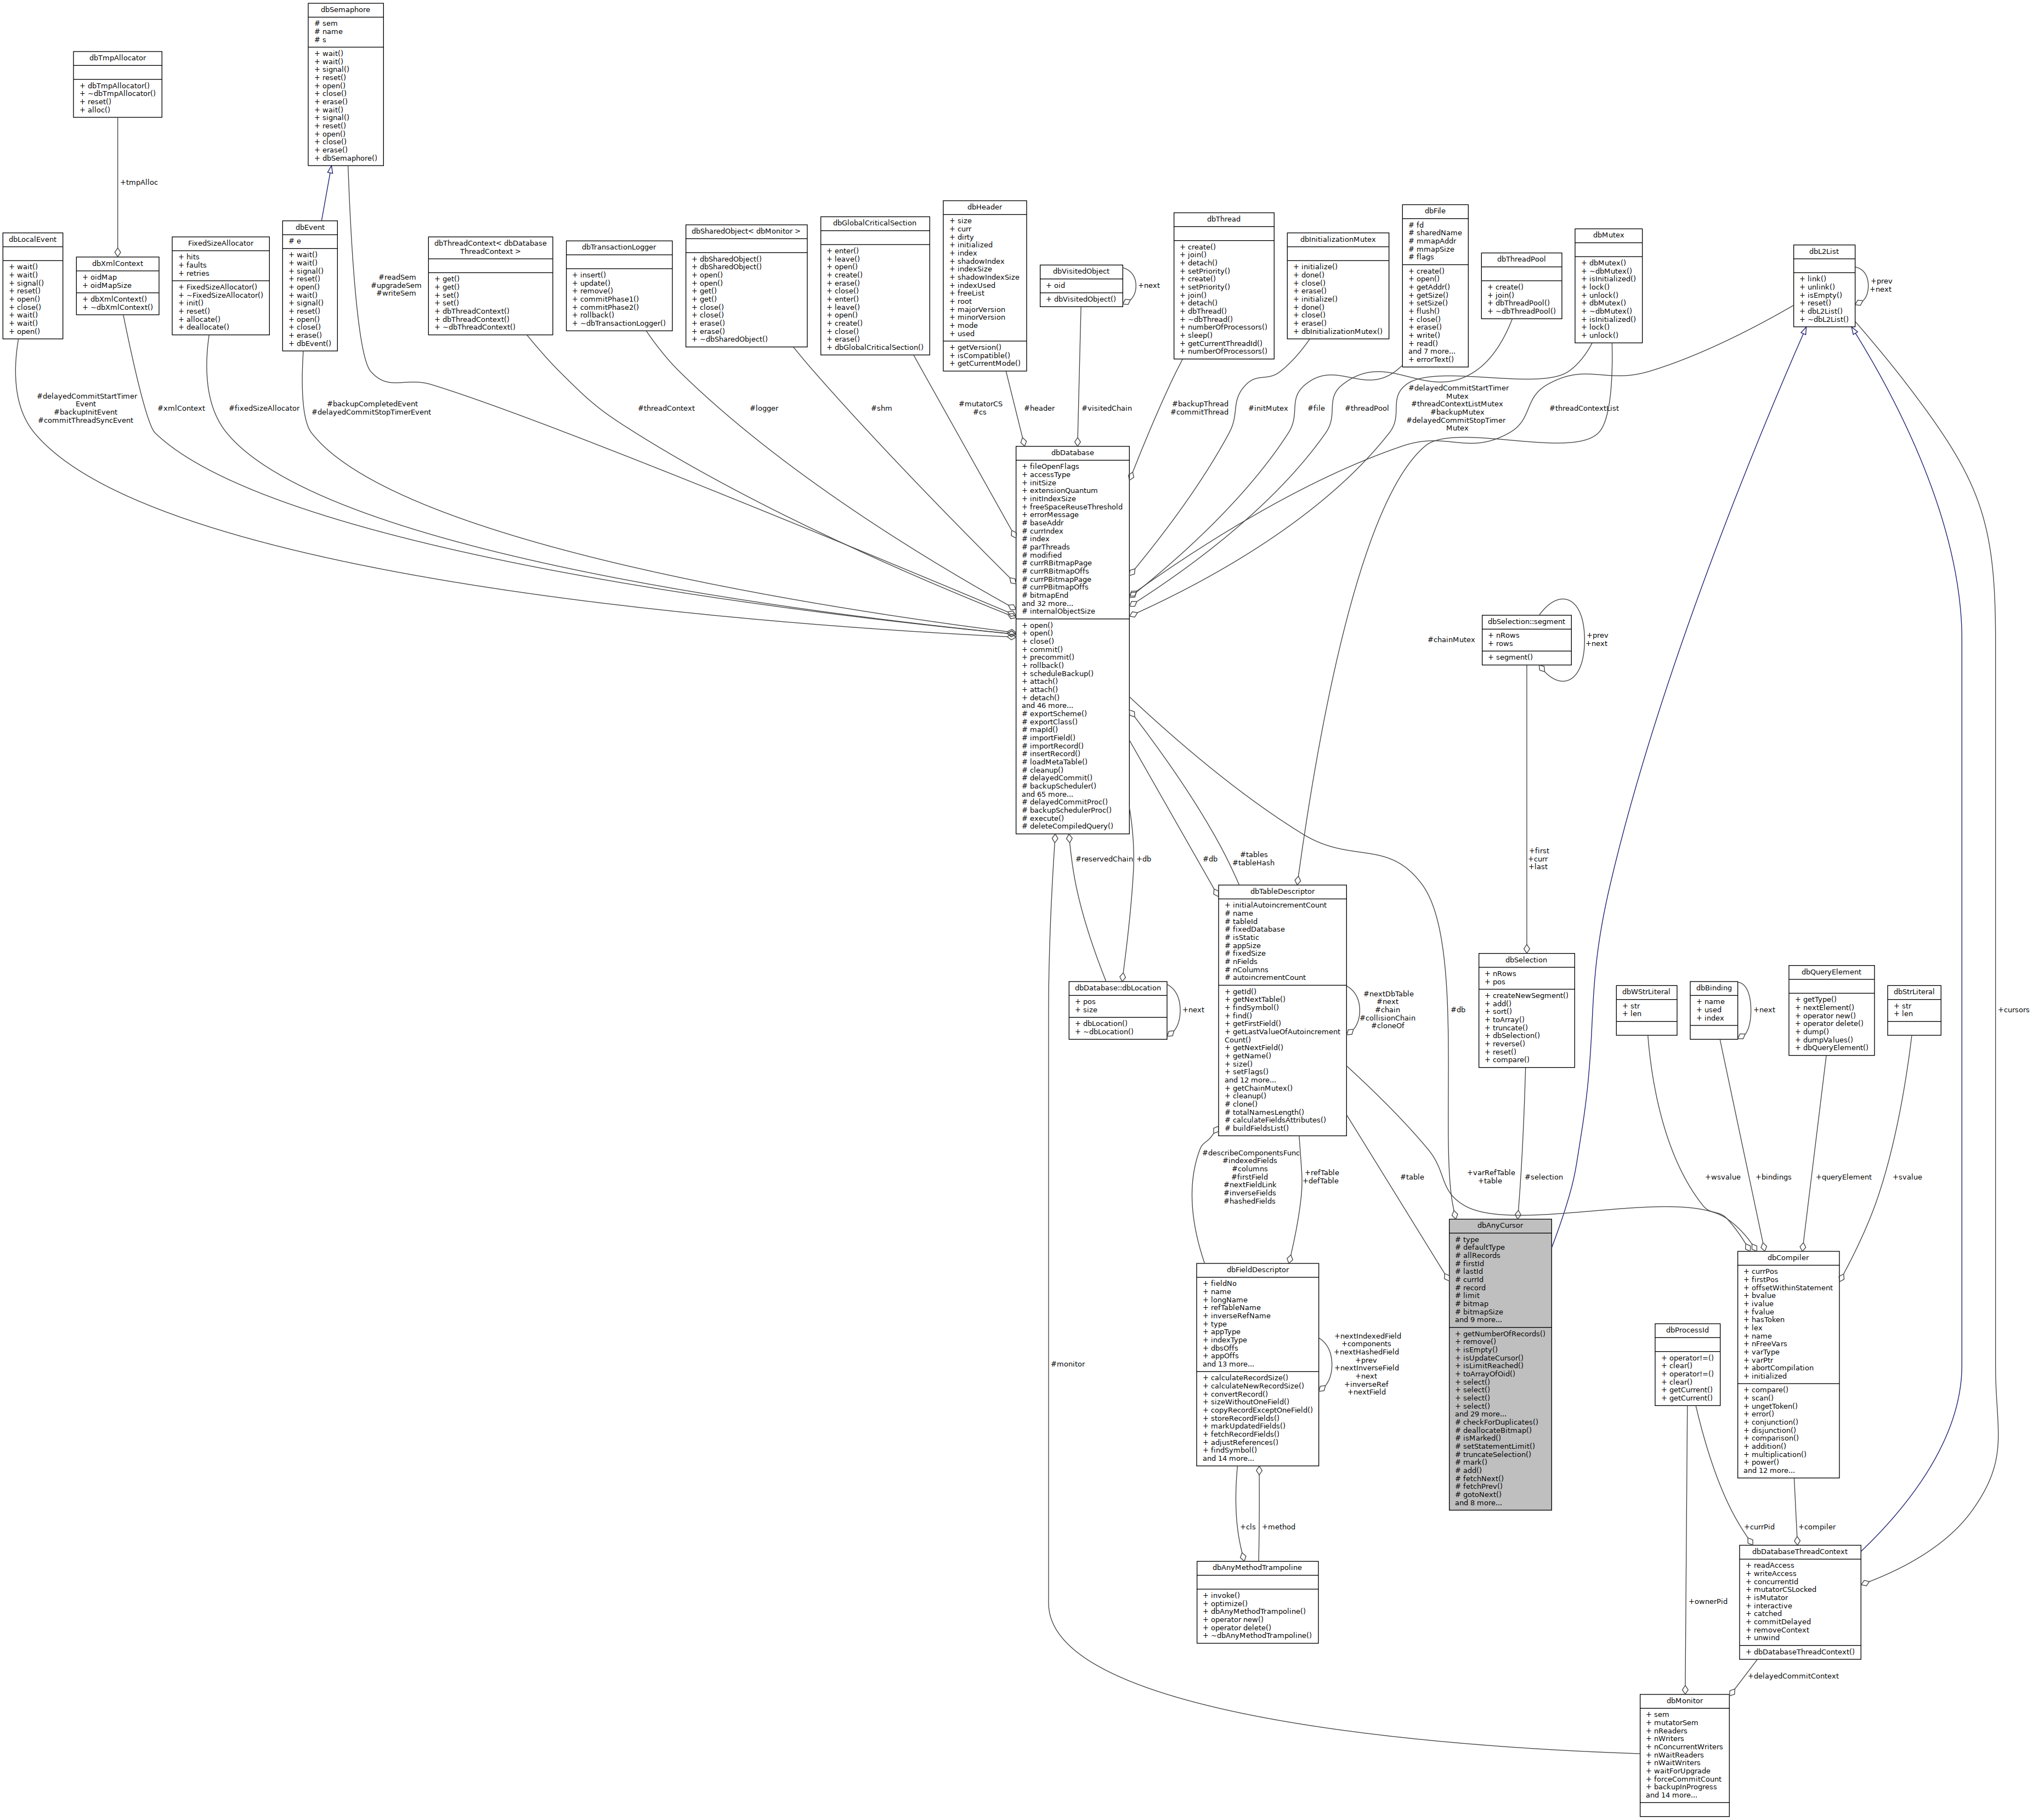 dbSemaphore
# sem
# name
# s
+ wait()
+ wait()
+ signal()
+ reset()
+ open()
+ close()
+ erase()
+ wait()
+ signal()
+ reset()
+ open()
+ close()
+ erase()
+ dbSemaphore()
dbTmpAllocator
+ dbTmpAllocator()
+ ~dbTmpAllocator()
+ reset()
+ alloc()
+tmpAlloc
dbLocalEvent
+ wait()
+ wait()
+ signal()
+ reset()
+ open()
+ close()
+ wait()
+ wait()
+ open()
dbXmlContext
+ oidMap
+ oidMapSize
+ dbXmlContext()
+ ~dbXmlContext()
FixedSizeAllocator
+ hits
+ faults
+ retries
+ FixedSizeAllocator()
+ ~FixedSizeAllocator()
+ init()
+ reset()
+ allocate()
+ deallocate()
dbEvent
# e
+ wait()
+ wait()
+ signal()
+ reset()
+ open()
+ wait()
+ signal()
+ reset()
+ open()
+ close()
+ erase()
+ dbEvent()
#readSem
#upgradeSem
#writeSem
dbThreadContext< dbDatabase
ThreadContext >
+ get()
+ get()
+ set()
+ set()
+ dbThreadContext()
+ dbThreadContext()
+ ~dbThreadContext()
dbTransactionLogger
+ insert()
+ update()
+ remove()
+ commitPhase1()
+ commitPhase2()
+ rollback()
+ ~dbTransactionLogger()
dbSharedObject< dbMonitor >
+ dbSharedObject()
+ dbSharedObject()
+ open()
+ open()
+ get()
+ get()
+ close()
+ close()
+ erase()
+ erase()
+ ~dbSharedObject()
dbGlobalCriticalSection
+ enter()
+ leave()
+ open()
+ create()
+ erase()
+ close()
+ enter()
+ leave()
+ open()
+ create()
+ close()
+ erase()
+ dbGlobalCriticalSection()
dbHeader
+ size
+ curr
+ dirty
+ initialized
+ index
+ shadowIndex
+ indexSize
+ shadowIndexSize
+ indexUsed
+ freeList
+ root
+ majorVersion
+ minorVersion
+ mode
+ used
+ getVersion()
+ isCompatible()
+ getCurrentMode()
dbVisitedObject
+ oid
+ dbVisitedObject()
+next
dbThread
+ create()
+ join()
+ detach()
+ setPriority()
+ create()
+ setPriority()
+ join()
+ detach()
+ dbThread()
+ ~dbThread()
+ numberOfProcessors()
+ sleep()
+ getCurrentThreadId()
+ numberOfProcessors()
dbInitializationMutex
+ initialize()
+ done()
+ close()
+ erase()
+ initialize()
+ done()
+ close()
+ erase()
+ dbInitializationMutex()
dbFile
# fd
# sharedName
# mmapAddr
# mmapSize
# flags
+ create()
+ open()
+ getAddr()
+ getSize()
+ setSize()
+ flush()
+ close()
+ erase()
+ write()
+ read()
and 7 more...
+ errorText()
dbThreadPool
+ create()
+ join()
+ dbThreadPool()
+ ~dbThreadPool()
dbMutex
+ dbMutex()
+ ~dbMutex()
+ isInitialized()
+ lock()
+ unlock()
+ dbMutex()
+ ~dbMutex()
+ isInitialized()
+ lock()
+ unlock()
dbL2List
+ link()
+ unlink()
+ isEmpty()
+ reset()
+ dbL2List()
+ ~dbL2List()
+prev
+next
#delayedCommitStartTimer
Event
#backupInitEvent
#commitThreadSyncEvent
#xmlContext
#fixedSizeAllocator
#backupCompletedEvent
#delayedCommitStopTimerEvent
#threadContext
#logger
#shm
#mutatorCS
#cs
#header
#visitedChain
#backupThread
#commitThread
#initMutex
#file
#threadPool
#delayedCommitStartTimer
Mutex
#threadContextListMutex
#backupMutex
#delayedCommitStopTimer
Mutex
#threadContextList
dbDatabase
+ fileOpenFlags
+ accessType
+ initSize
+ extensionQuantum
+ initIndexSize
+ freeSpaceReuseThreshold
+ errorMessage
# baseAddr
# currIndex
# index
# parThreads
# modified
# currRBitmapPage
# currRBitmapOffs
# currPBitmapPage
# currPBitmapOffs
# bitmapEnd
and 32 more...
# internalObjectSize
+ open()
+ open()
+ close()
+ commit()
+ precommit()
+ rollback()
+ scheduleBackup()
+ attach()
+ attach()
+ detach()
and 46 more...
# exportScheme()
# exportClass()
# mapId()
# importField()
# importRecord()
# insertRecord()
# loadMetaTable()
# cleanup()
# delayedCommit()
# backupScheduler()
and 65 more...
# delayedCommitProc()
# backupSchedulerProc()
# execute()
# deleteCompiledQuery()
#chainMutex
dbSelection::segment
+ nRows
+ rows
+ segment()
+prev
+next
+first
+curr
+last
#reservedChain
+db
#db
#tables
#tableHash
dbTableDescriptor
+ initialAutoincrementCount
# name
# tableId
# fixedDatabase
# isStatic
# appSize
# fixedSize
# nFields
# nColumns
# autoincrementCount
+ getId()
+ getNextTable()
+ findSymbol()
+ find()
+ getFirstField()
+ getLastValueOfAutoincrement
Count()
+ getNextField()
+ getName()
+ size()
+ setFlags()
and 12 more...
+ getChainMutex()
+ cleanup()
# clone()
# totalNamesLength()
# calculateFieldsAttributes()
# buildFieldsList()
#nextDbTable
#next
#chain
#collisionChain
#cloneOf
dbDatabase::dbLocation
+ pos
+ size
+ dbLocation()
+ ~dbLocation()
+next
#db
dbSelection
+ nRows
+ pos
+ createNewSegment()
+ add()
+ sort()
+ toArray()
+ truncate()
+ dbSelection()
+ reverse()
+ reset()
+ compare()
dbWStrLiteral
+ str
+ len
dbBinding
+ name
+ used
+ index
+next
dbQueryElement
+ getType()
+ nextElement()
+ operator new()
+ operator delete()
+ dump()
+ dumpValues()
+ dbQueryElement()
dbStrLiteral
+ str
+ len
+cursors
#describeComponentsFunc
#indexedFields
#columns
#firstField
#nextFieldLink
#inverseFields
#hashedFields
+refTable
+defTable
#table
+varRefTable
+table
#selection
+wsvalue
+bindings
+queryElement
+svalue
dbAnyCursor
# type
# defaultType
# allRecords
# firstId
# lastId
# currId
# record
# limit
# bitmap
# bitmapSize
and 9 more...
+ getNumberOfRecords()
+ remove()
+ isEmpty()
+ isUpdateCursor()
+ isLimitReached()
+ toArrayOfOid()
+ select()
+ select()
+ select()
+ select()
and 29 more...
# checkForDuplicates()
# deallocateBitmap()
# isMarked()
# setStatementLimit()
# truncateSelection()
# mark()
# add()
# fetchNext()
# fetchPrev()
# gotoNext()
and 8 more...
dbFieldDescriptor
+ fieldNo
+ name
+ longName
+ refTableName
+ inverseRefName
+ type
+ appType
+ indexType
+ dbsOffs
+ appOffs
and 13 more...
+ calculateRecordSize()
+ calculateNewRecordSize()
+ convertRecord()
+ sizeWithoutOneField()
+ copyRecordExceptOneField()
+ storeRecordFields()
+ markUpdatedFields()
+ fetchRecordFields()
+ adjustReferences()
+ findSymbol()
and 14 more...
+nextIndexedField
+components
+nextHashedField
+prev
+nextInverseField
+next
+inverseRef
+nextField
dbCompiler
+ currPos
+ firstPos
+ offsetWithinStatement
+ bvalue
+ ivalue
+ fvalue
+ hasToken
+ lex
+ name
+ nFreeVars
+ varType
+ varPtr
+ abortCompilation
+ initialized
+ compare()
+ scan()
+ ungetToken()
+ error()
+ conjunction()
+ disjunction()
+ comparison()
+ addition()
+ multiplication()
+ power()
and 12 more...
dbProcessId
+ operator!=()
+ clear()
+ operator!=()
+ clear()
+ getCurrent()
+ getCurrent()
#monitor
+cls
+method
+currPid
+compiler
dbAnyMethodTrampoline
+ invoke()
+ optimize()
+ dbAnyMethodTrampoline()
+ operator new()
+ operator delete()
+ ~dbAnyMethodTrampoline()
dbDatabaseThreadContext
+ readAccess
+ writeAccess
+ concurrentId
+ mutatorCSLocked
+ isMutator
+ interactive
+ catched
+ commitDelayed
+ removeContext
+ unwind
+ dbDatabaseThreadContext()
+ownerPid
+delayedCommitContext
dbMonitor
+ sem
+ mutatorSem
+ nReaders
+ nWriters
+ nConcurrentWriters
+ nWaitReaders
+ nWaitWriters
+ waitForUpgrade
+ forceCommitCount
+ backupInProgress
and 14 more...